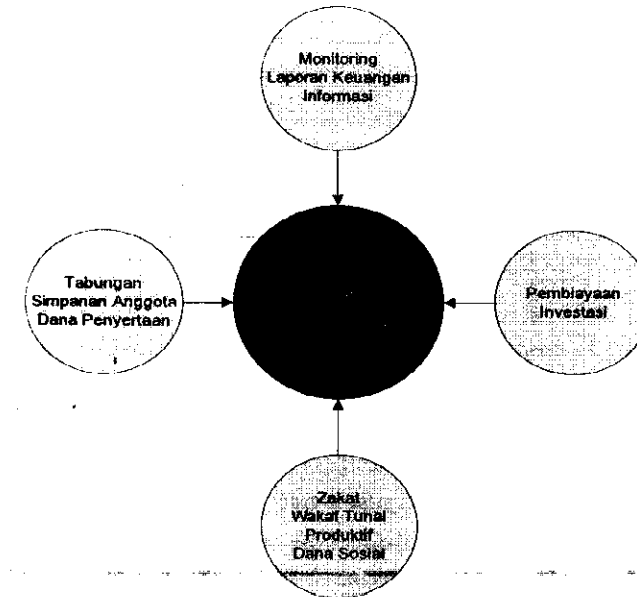 Monitoring
Laporan Keuangan
Informasi
Tabungan
Simpanan Anggota
Dana Penyertaan
Pembiayaan
Investasi
Zakat
Wakaf Tunai
Produktif
Dana Sosial